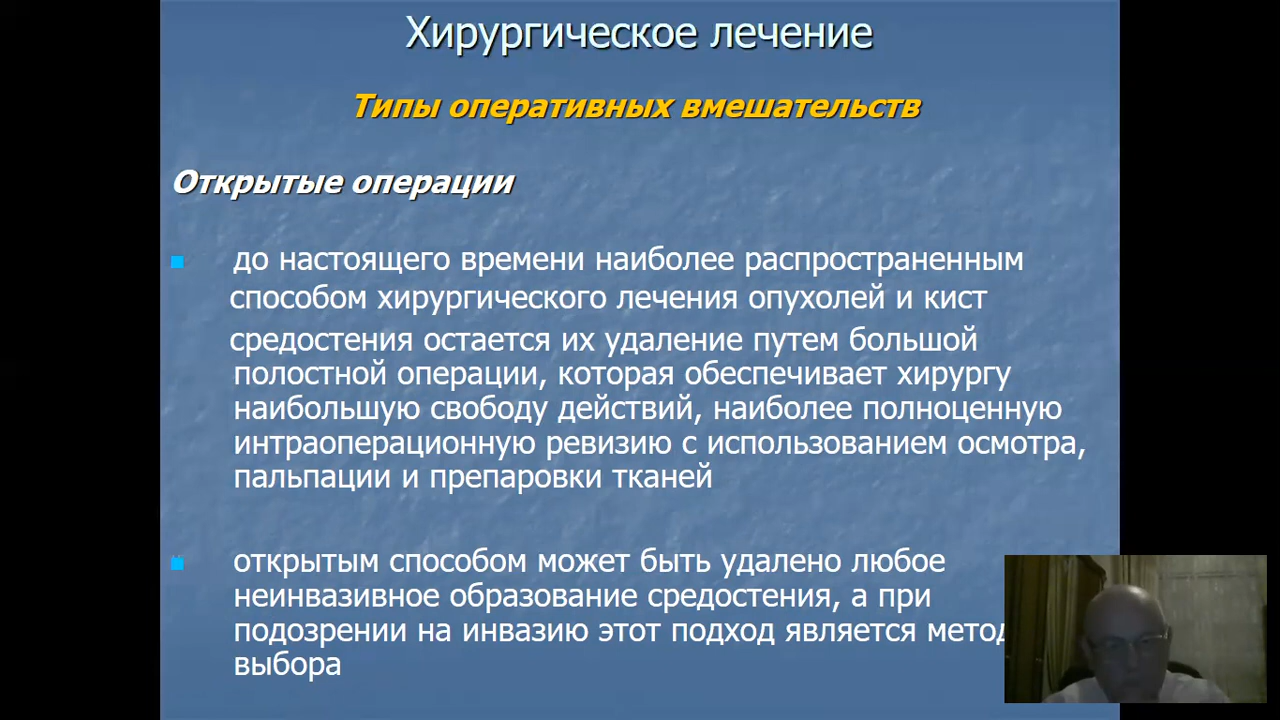 Хирургическое лечение
Типы оперативных вмешательств
Открытые операции
до настоящего времени наиболее распространенным
способом хирургического лечения опухолей и кист
средостения остается их удаление путем большой
полостной операции, которая обеспечивает хирургу
наибольшую свободу действий, наиболее полноценную
интраоперационную ревизию с использованием осмотра,
пальпации и препаровки тканей
открытым способом может быть удалено любое
неинвазивное образование средостения, а при
подозрении на инвазию этот подход является
выбора